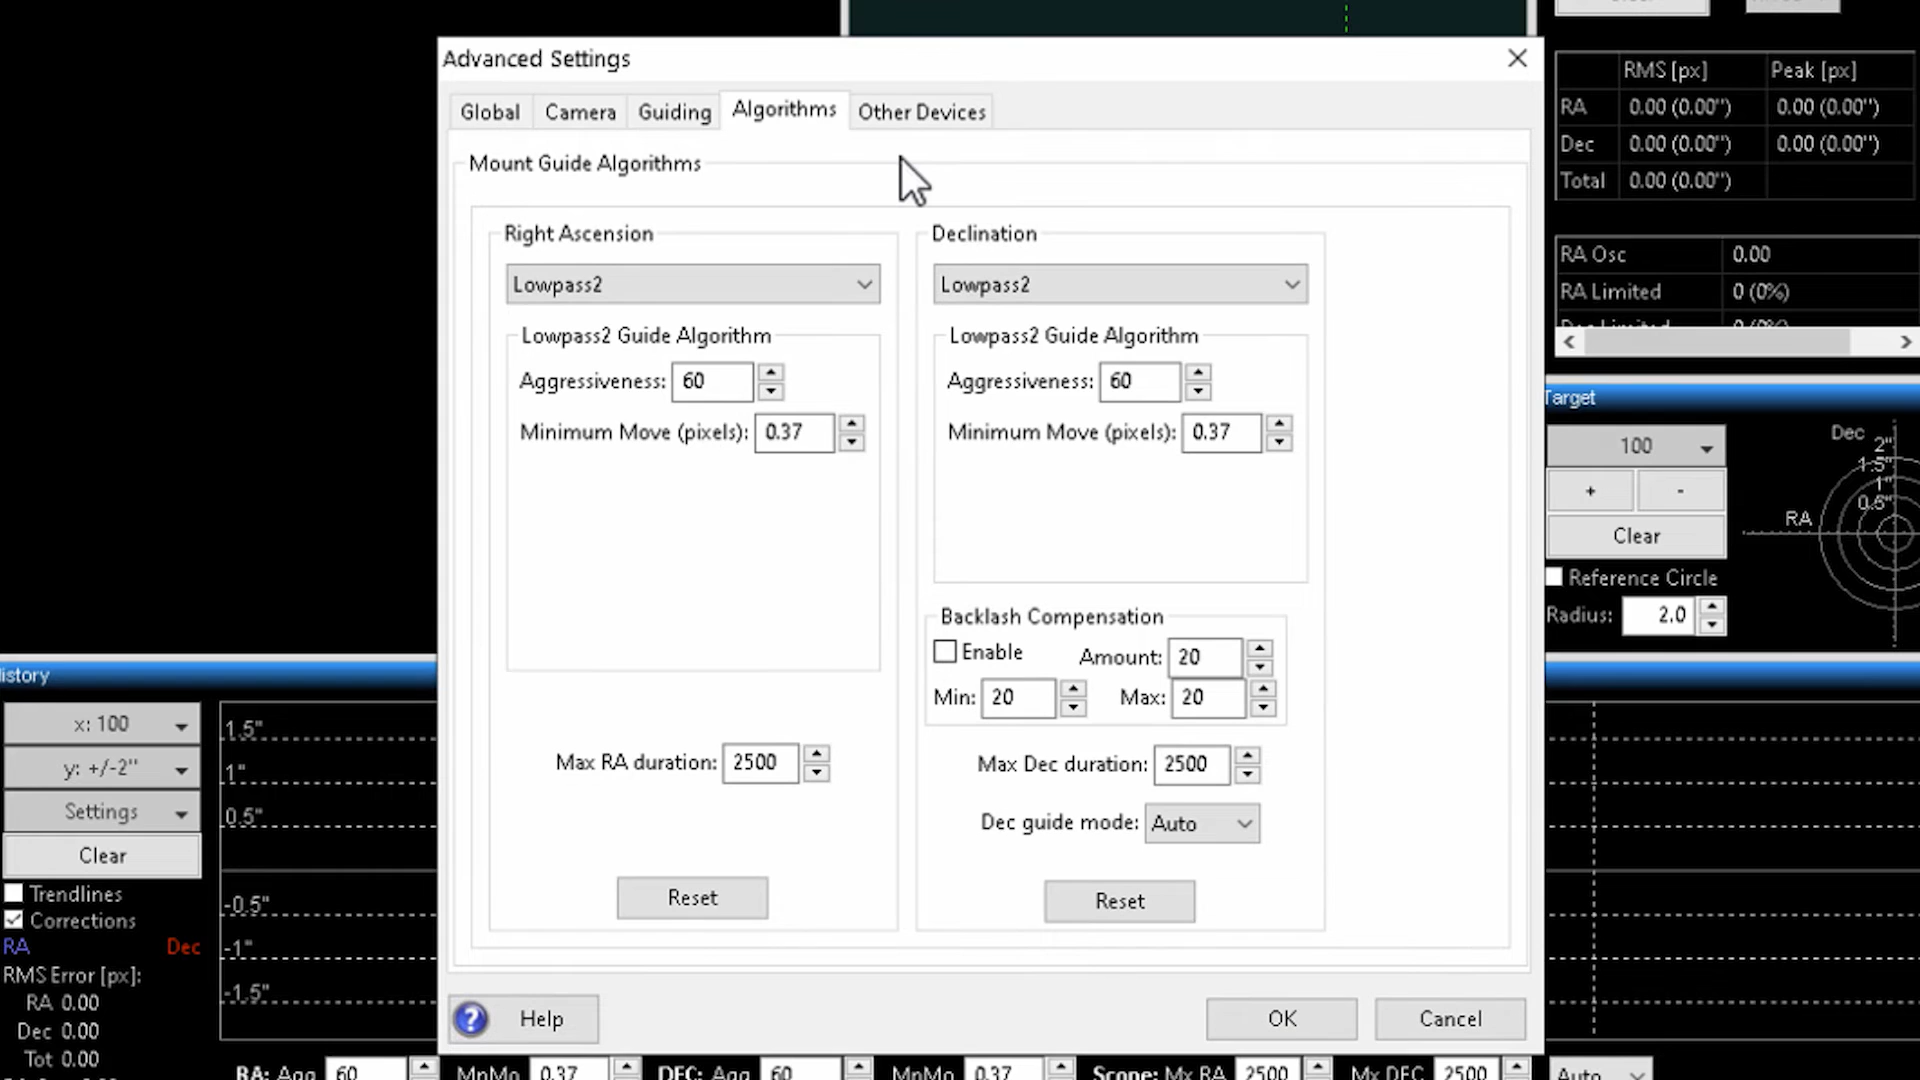 RMS [px] Peak [px]
RA 0.00 (0.00") 0.00 (0.00")
Dec 0.00 (0.00") 0.00 (0.00")
Total 0.00 (0.00")
RA Osc 0.00
RA Limited 0 (0%)
Advanced Settings
Global Camera Guiding Algorithms Other Devices
Mount Guide Algorithms
Right Ascension
Lowpass2
Lowpass2 Guide Algorithm
Aggressiveness: 60
Minimum Move (pixels): 0.37
Max RA duration: 2500
Reset
Declination
Lowpass2
Lowpass2 Guide Algorithm
Aggressiveness: 60
Minimum Move (pixels): 0.37
Backlash Compensation
Enable Amount: 20
Min: 20 Max: 20
Max Dec duration: 2500
Dec guide mode: Auto
Reset
Help OK Cancel
Target
100
+ -
Clear
Reference Circle
Radius: 2.0
Dec
2"
1.5"
1"
0.5"
RA
istory
x: 100
y: +/-2"
Settings
Clear
Trendlines
Corrections
RA Dec
RMS Error [px]:
RA 0.00
Dec 0.00
Tot 0.00
1.5"
1"
0.5"
-0.5"
-1"
-1.5"
RA: Agg 60 MnMo 0.37 DEC: Agg 60 MnMo 0.37 Scope: Mx RA 2500 Mx DEC 2500 Auto